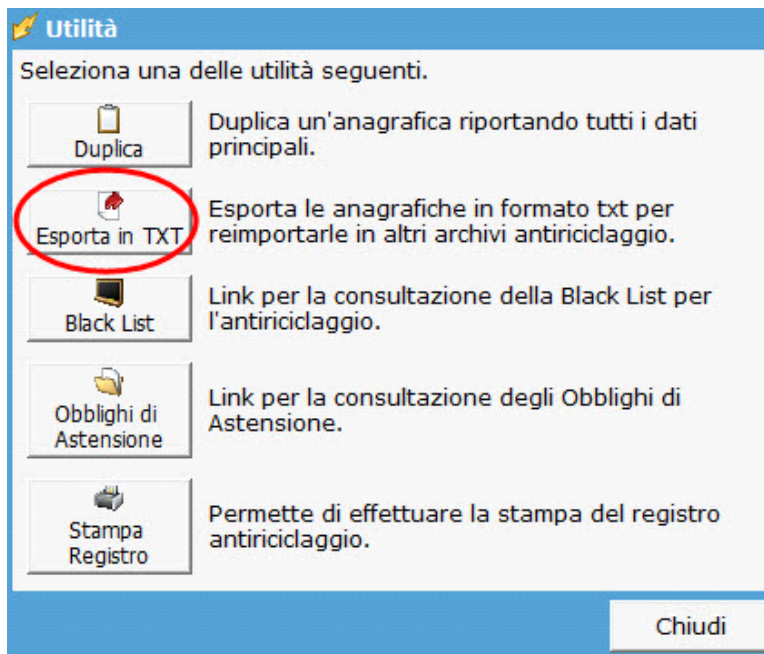 Utilità
Seleziona una delle utilità seguenti.
Duplica
Duplica un'anagrafica riportando tutti i dati
principali.
Esporta in TXT
Esporta le anagrafiche in formato txt per
reimportarle in altri archivi antiriciclaggio.
Black List
Link per la consultazione della Black List per
l'antiriciclaggio.
Obblighi di
Astensione
Link per la consultazione degli Obblighi di
Astensione.
Stampa
Registro
Permette di effettuare la stampa del registro
antiriciclaggio.
Chiudi